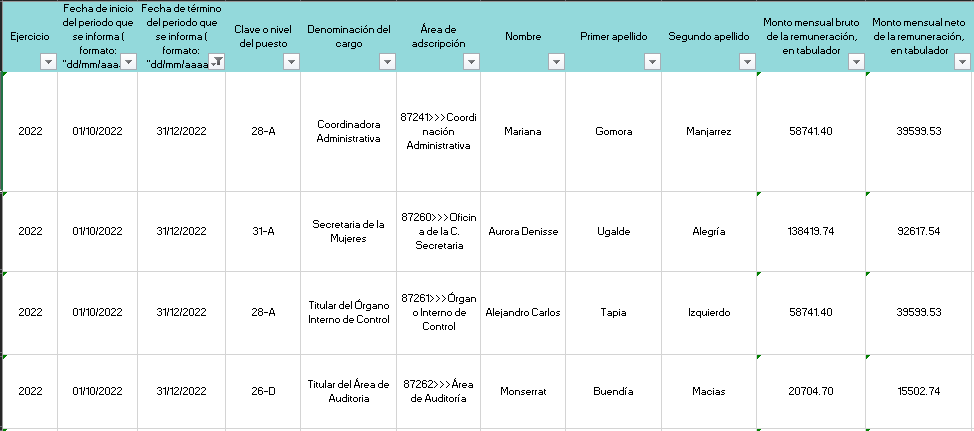 Ejercicio
Fecha de inicio
del periodo que
se informa (
formato:
"dd/mm/aaaa
Fecha de término
del periodo que
se informa (
formato:
"dd/mm/aaaa
Clave o nivel
del puesto
Denominación del
cargo
Área de
adscripción
Nombre
Primer apellido
Segundo apellido
Monto mensual bruto
de la remuneración,
en tabulador
Monto mensual neto
de la remuneración,
en tabulador
2022
01/10/2022
31/12/2022
28-A
Coordinadora
Administrativa
87241>>>Coordi
nación
Administrativa
Mariana
Gomora
Manjarrez
58741.40
39599.53
2022
01/10/2022
31/12/2022
31-A
Secretaria de la
Mujeres
87260>>>Oficin
a de la C.
Secretaria
Aurora Denisse
Ugalde
Alegría
138419.74
92617.54
2022
01/10/2022
31/12/2022
28-A
Titular del Órgano
Interno de Control
87261>>>Órgan
o Interno de
Control
Alejandro Carlos
Tapia
Izquierdo
58741.40
39599.53
2022
01/10/2022
31/12/2022
26-D
Titular del Área de
Auditoria
87262>>>Área
de Auditoría
Monserrat
Buendía
Macias
20704.70
15502.74